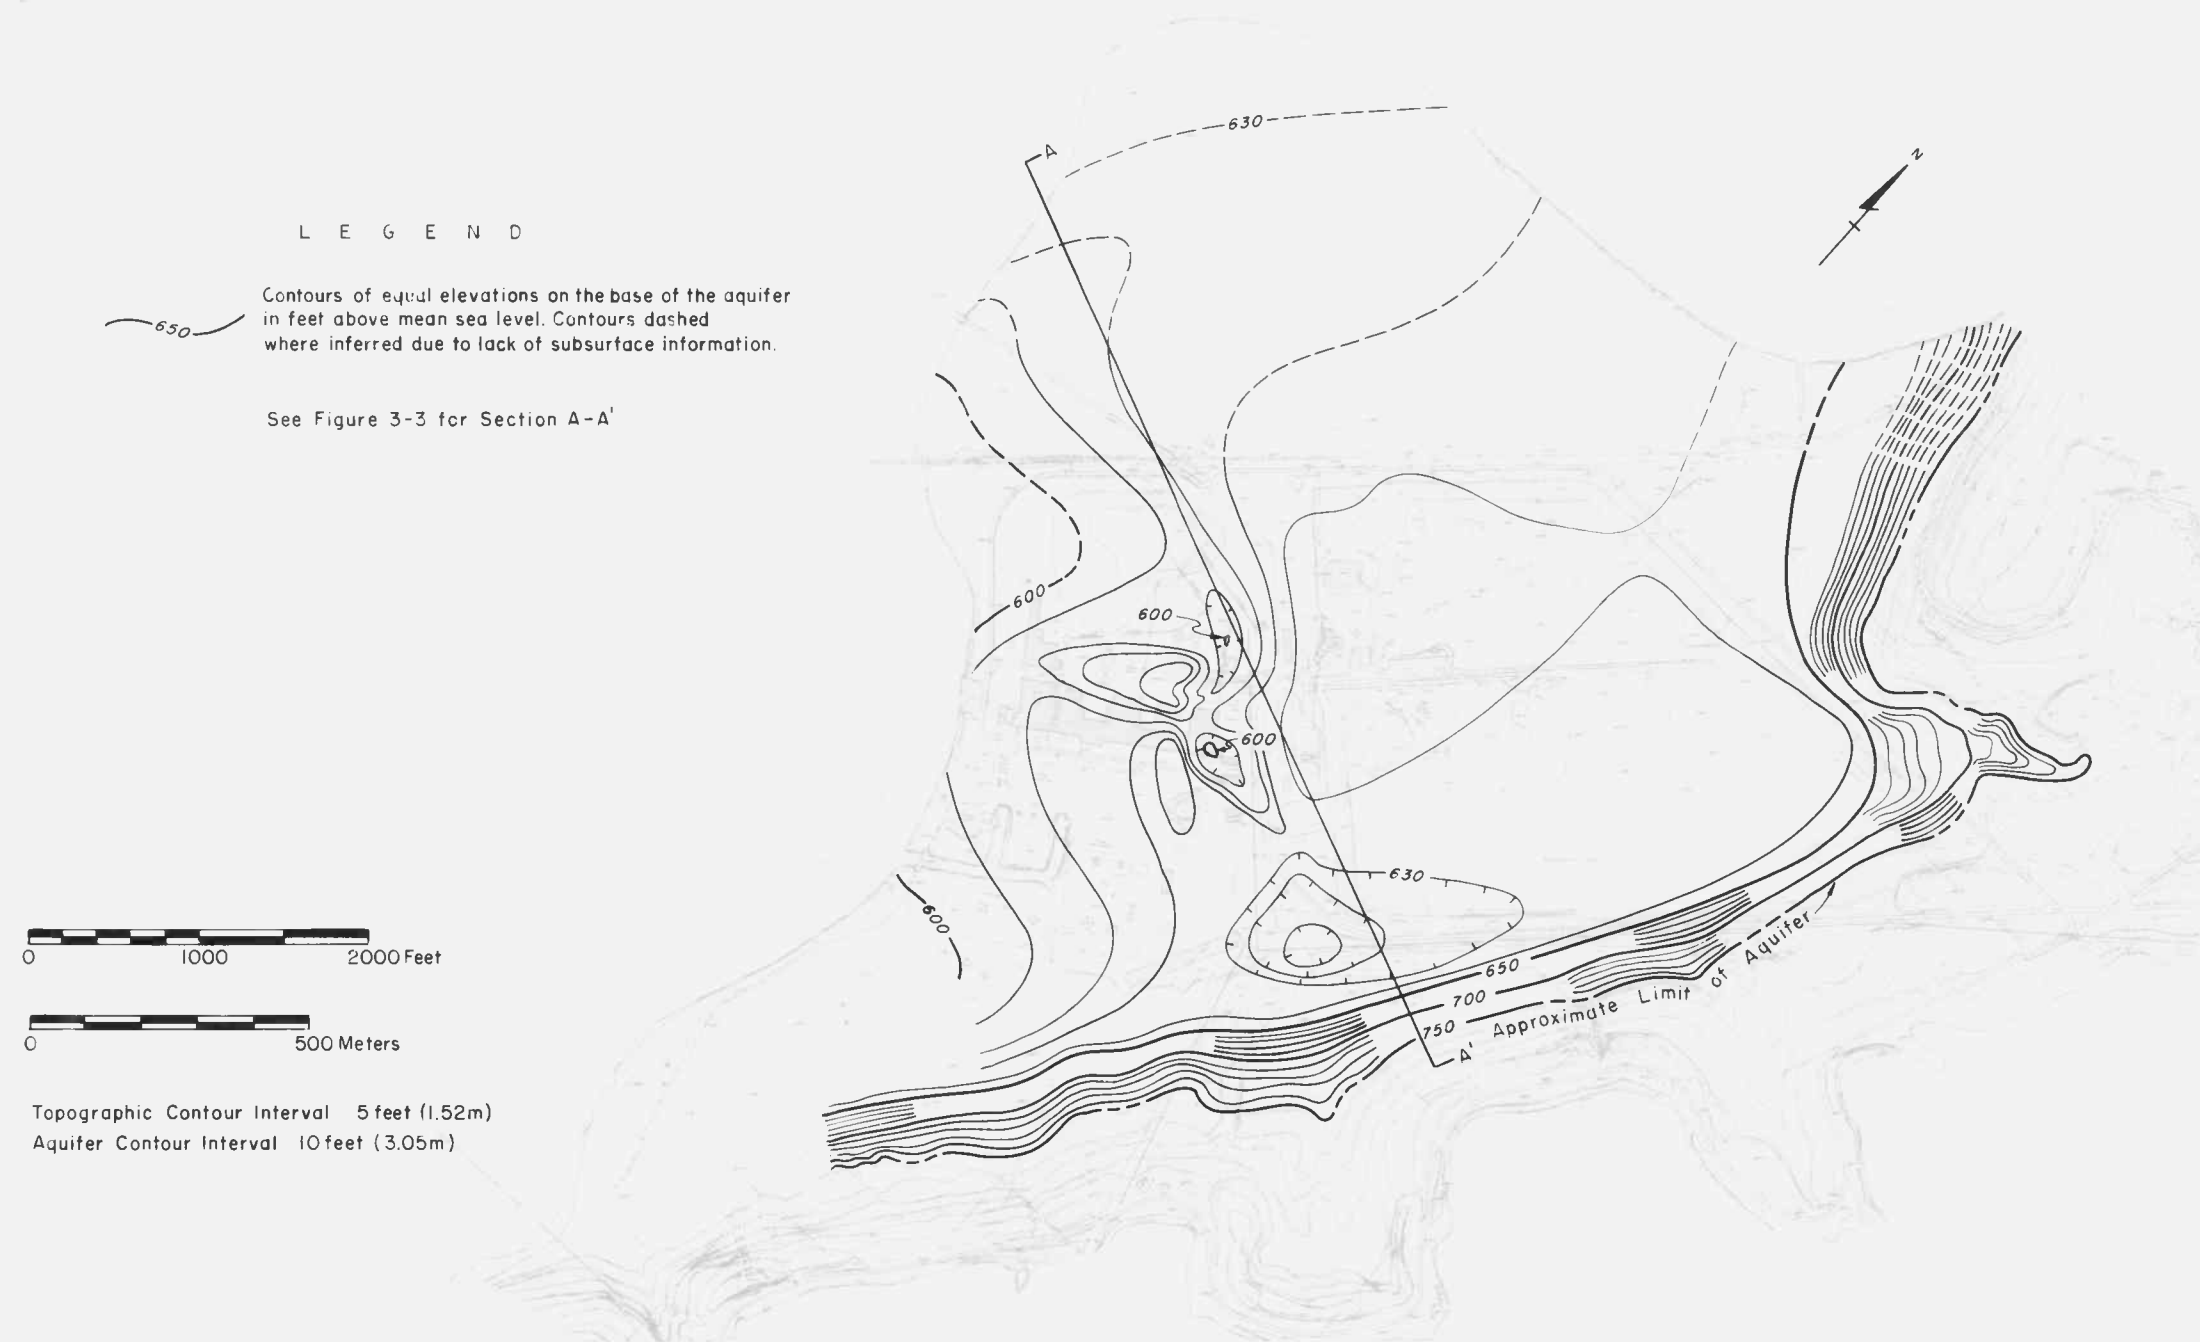 630
A
N
L E G E N D
650
Contours of equal elevations on the base of the aquifer
in feet above mean sea level. Contours dashed
where inferred due to lack of subsurface information.
See Figure 3-3 for Section A-A'
600
600
600
630
600
0 1000 2000 Feet
650
700
750
Approximate Limit of Aquifer
A'
0 500 Meters
Topographic Contour Interval 5 feet (1.52m)
Aquifer Contour Interval 10 feet (3.05m)